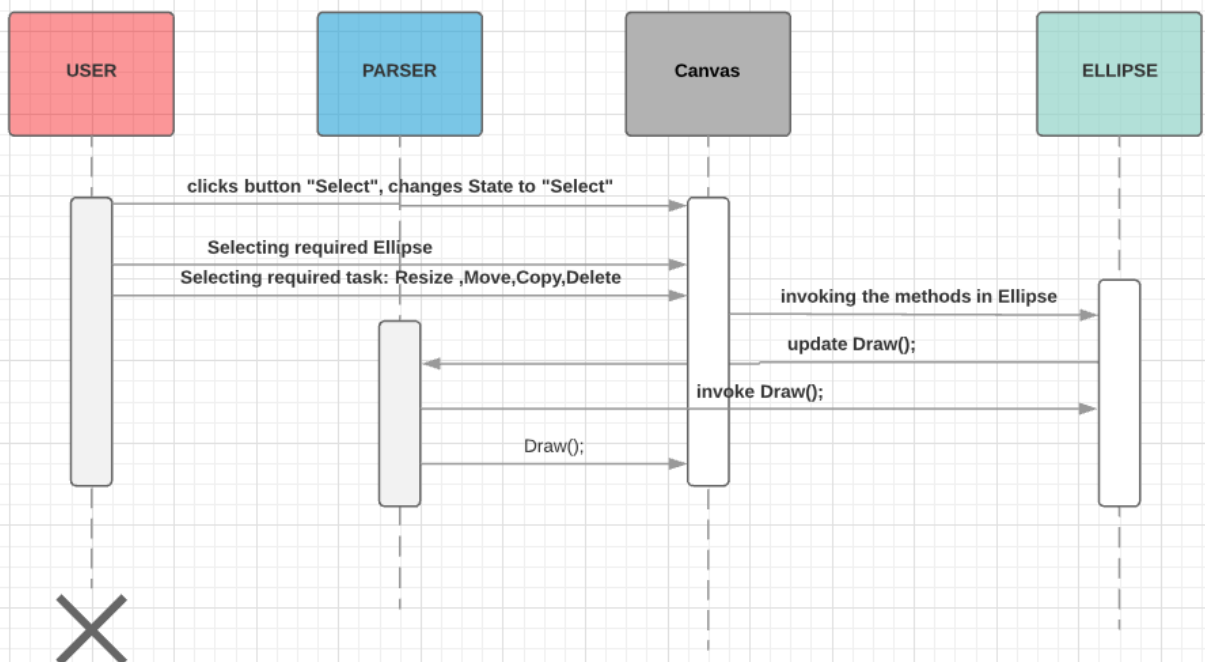 USER
PARSER
Canvas
ELLIPSE
clicks button "Select", changes State to "Select"
Selecting required Ellipse
Selecting required task: Resize ,Move,Copy,Delete
invoking the methods in Ellipse
update Draw();
invoke Draw();
Draw();